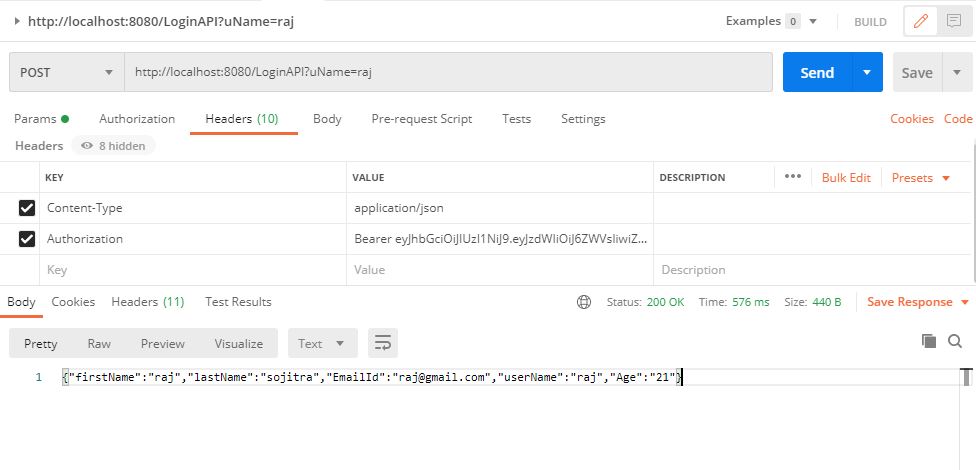 http://localhost:8080/LoginAPI?uName=raj Examples 0 BUILD
POST http://localhost:8080/LoginAPI?uName=raj Send Save
Params Authorization Headers (10) Body Pre-request Script Tests Settings Cookies Code
Headers 8 hidden
KEY VALUE DESCRIPTION ••• Bulk Edit Presets
Content-Type application/json
Authorization Bearer eyJhbGciOiJIUzI1NiJ9.eyJzdWIiOiJ6ZWVsIiwiZ...
Key Value Description
Body Cookies Headers (11) Test Results Status: 200 OK Time: 576 ms Size: 440 B Save Response
Pretty Raw Preview Visualize Text
1 {"firstName":"raj","lastName":"sojitra","EmailId":"raj@gmail.com","userName":"raj","Age":"21"}